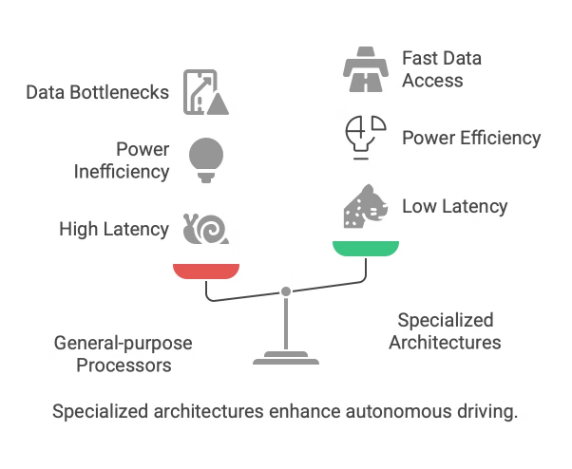 Data Bottlenecks
Power
Inefficiency
High Latency
General-purpose
Processors
Fast Data
Access
Power Efficiency
Low Latency
Specialized
Architectures
Specialized architectures enhance autonomous driving.